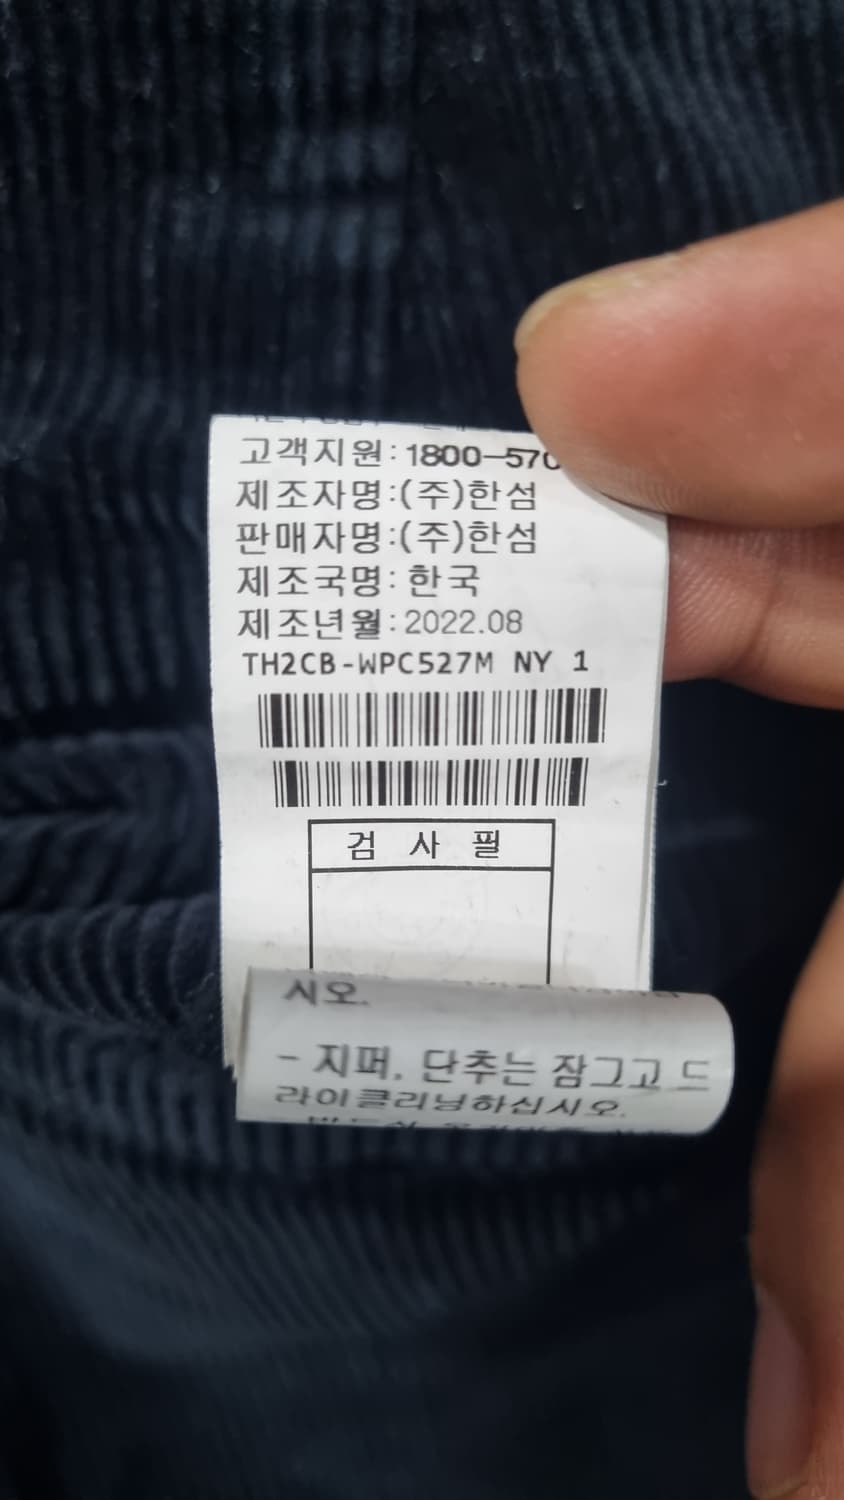 고객지원:1800-570
제조자명:(주)한섬
판매자명:(주)한섬
제조국명: 한국
제조년월:2022.08
TH2CB-WPC527M NY 1
검 사 필
시오.
- 지퍼, 단추는 잠그고 드
라이클리닝하십시오.